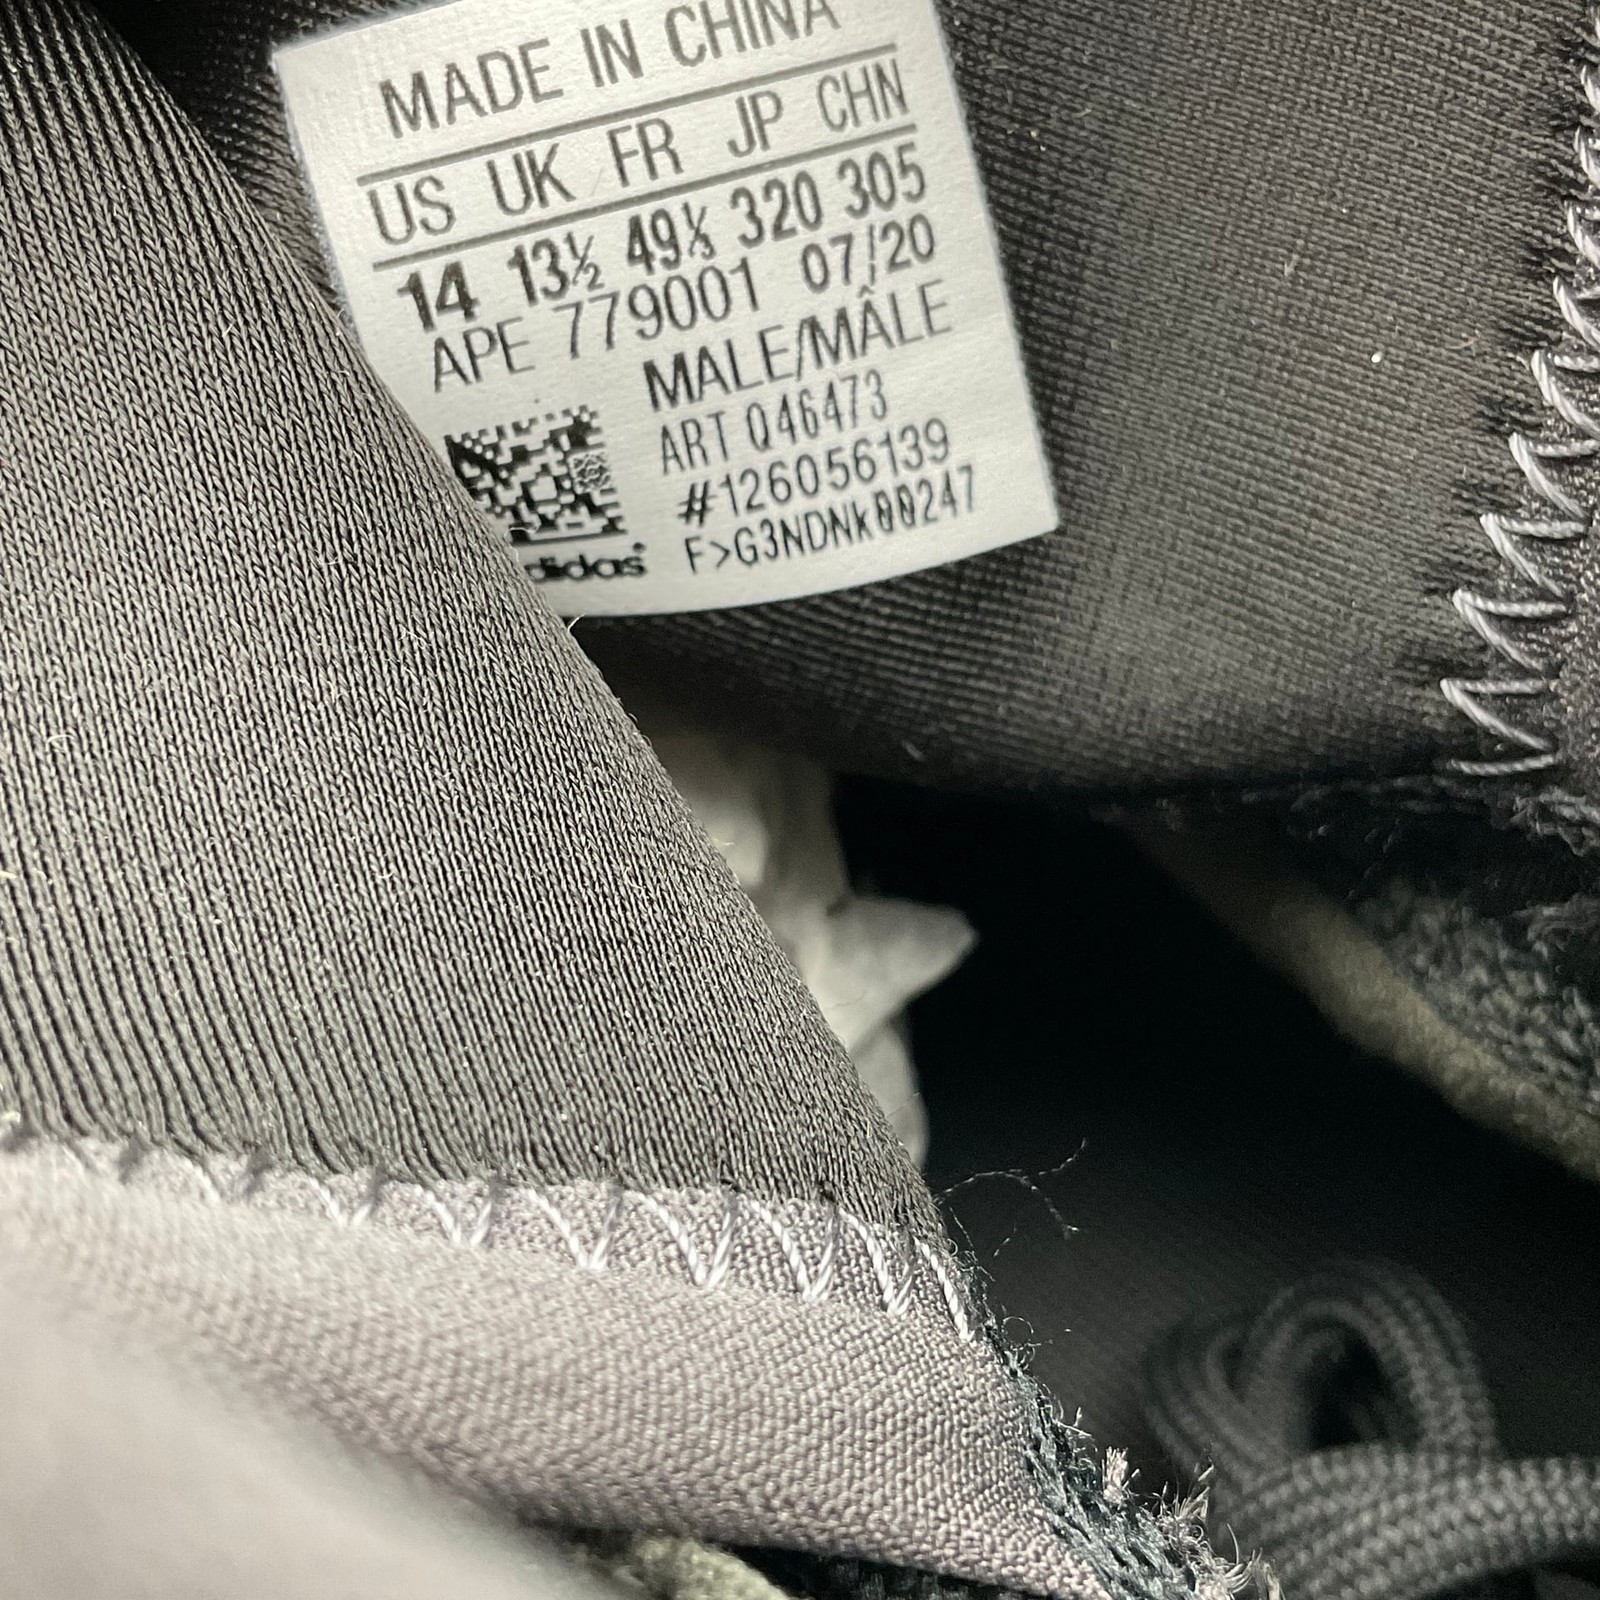 MADE IN CHINA
US UK FR JP CHN
14 13½ 49⅓ 320 305
APE 779001 07/20
MALE/MÂLE
ART Q46473
#126056139
F>G3NDNk00247
adidas